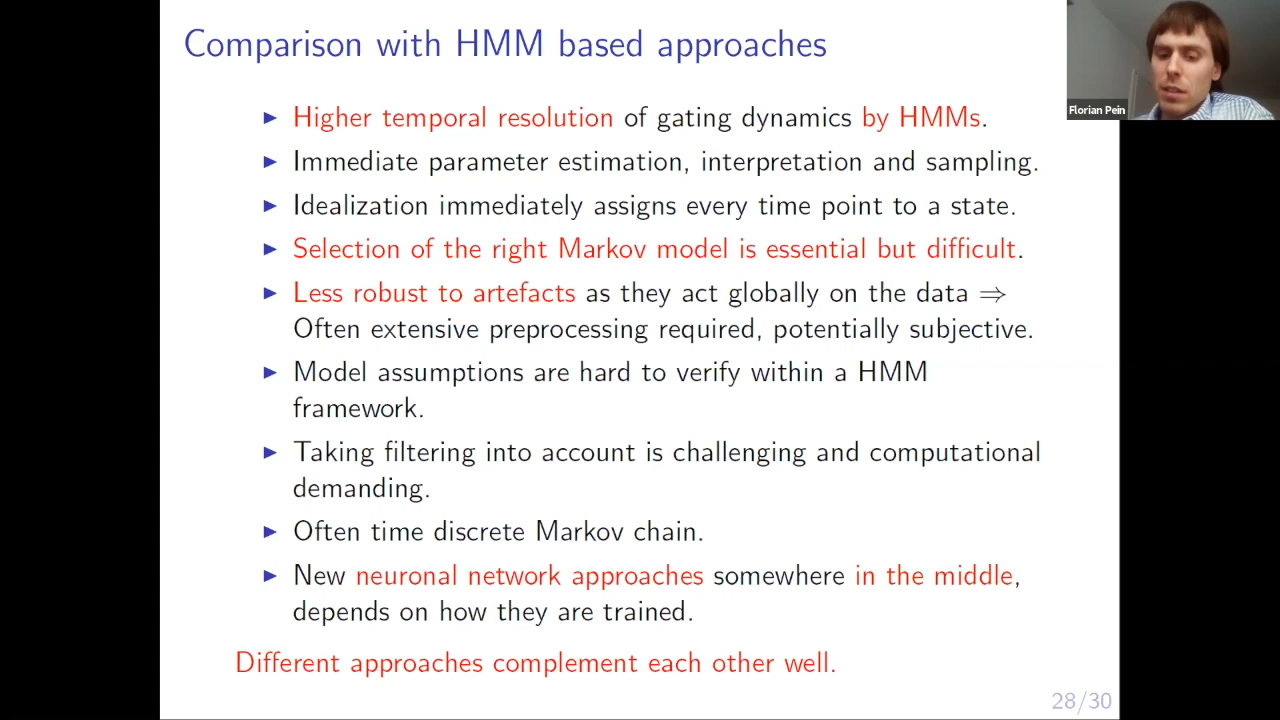 Comparison with HMM based approaches
Florian Pein
▶ Higher temporal resolution of gating dynamics by HMMs.
▶ Immediate parameter estimation, interpretation and sampling.
▶ Idealization immediately assigns every time point to a state.
▶ Selection of the right Markov model is essential but difficult.
▶ Less robust to artefacts as they act globally on the data ⇒
Often extensive preprocessing required, potentially subjective.
▶ Model assumptions are hard to verify within a HMM
framework.
▶ Taking filtering into account is challenging and computational
demanding.
▶ Often time discrete Markov chain.
▶ New neuronal network approaches somewhere in the middle,
depends on how they are trained.
Different approaches complement each other well.
28/30